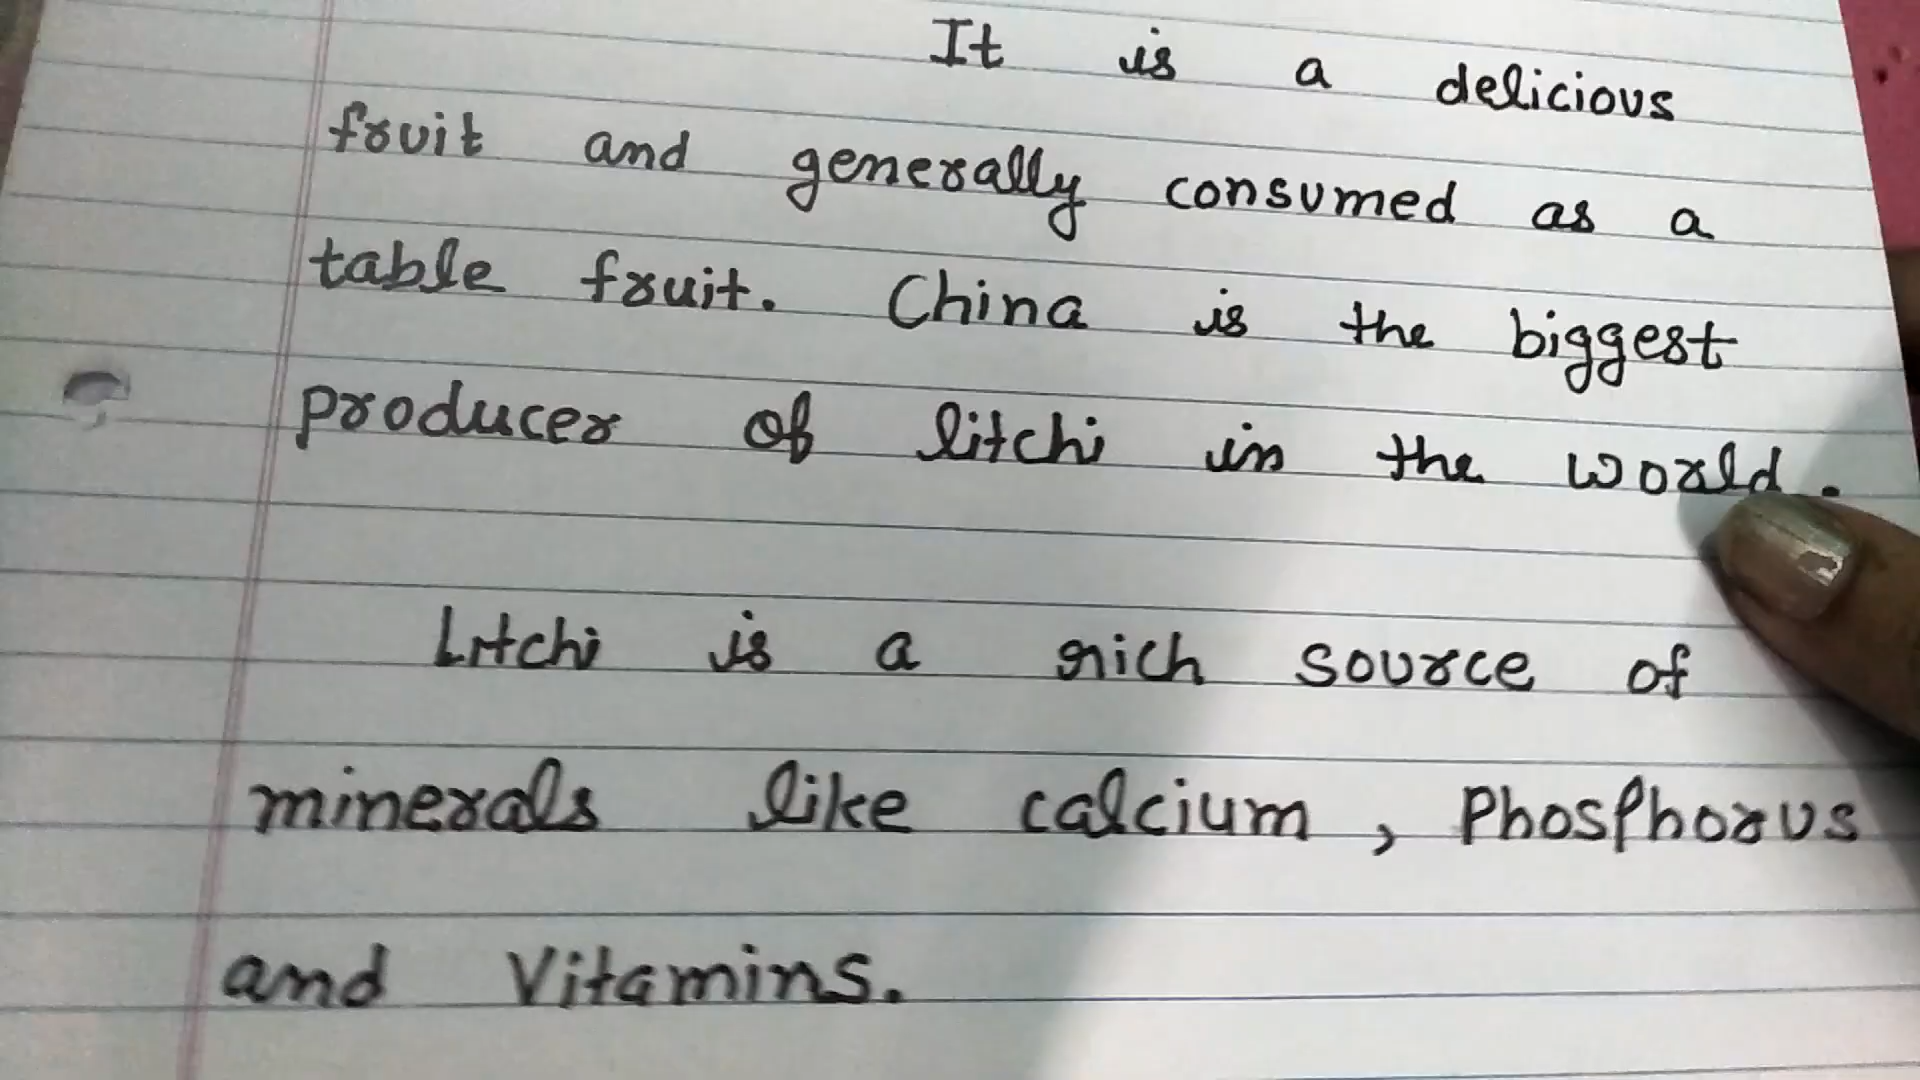 It is a delicious
fruit and generally consumed as a
table fruit. China is the biggest
producer of litchi in the world.
Litchi is a rich source of
minerals like calcium, Phosphorus
and Vitamins.